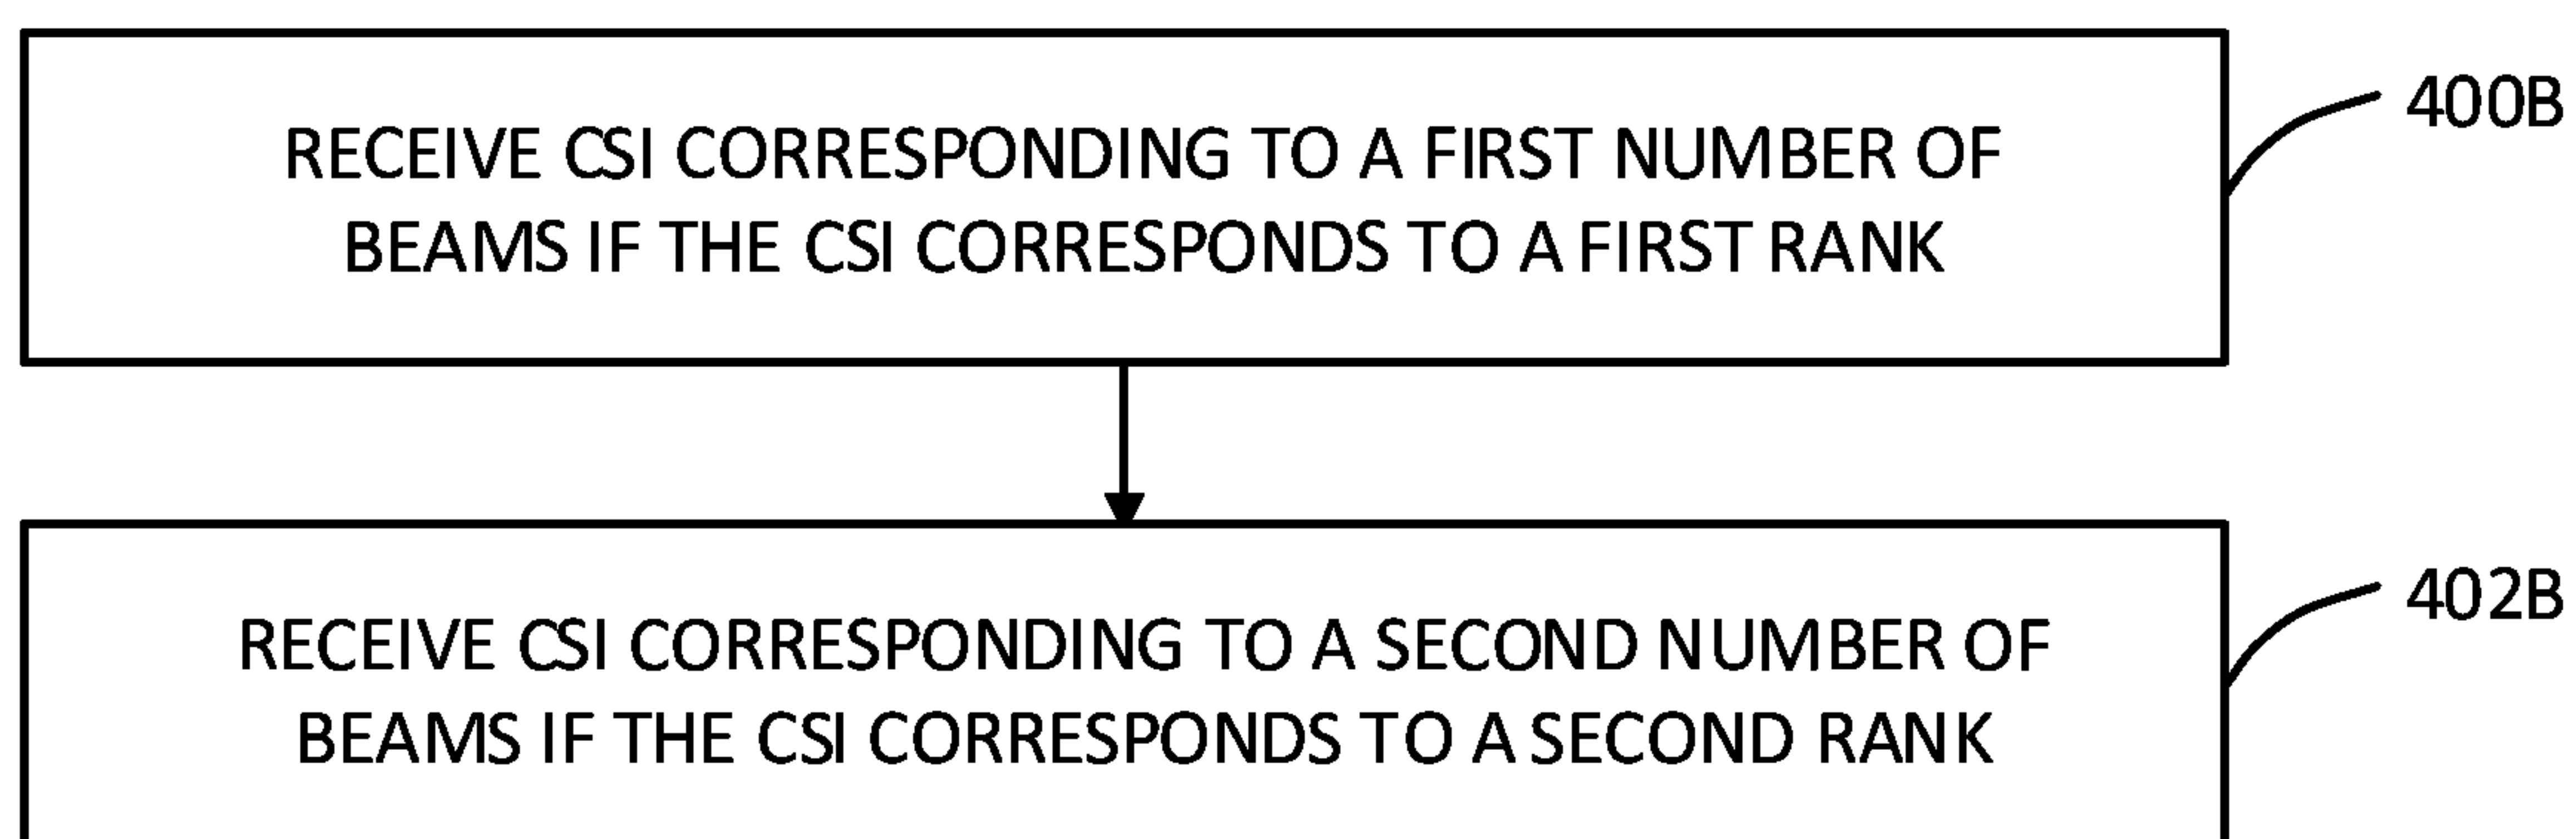 RECEIVE CSI CORRESPONDING TO A FIRST NUMBER OF
BEAMS IF THE CSI CORRESPONDS TO A FIRST RANK
400B
RECEIVE CSI CORRESPONDING TO A SECOND NUMBER OF
BEAMS IF THE CSI CORRESPONDS TO A SECOND RANK
402B